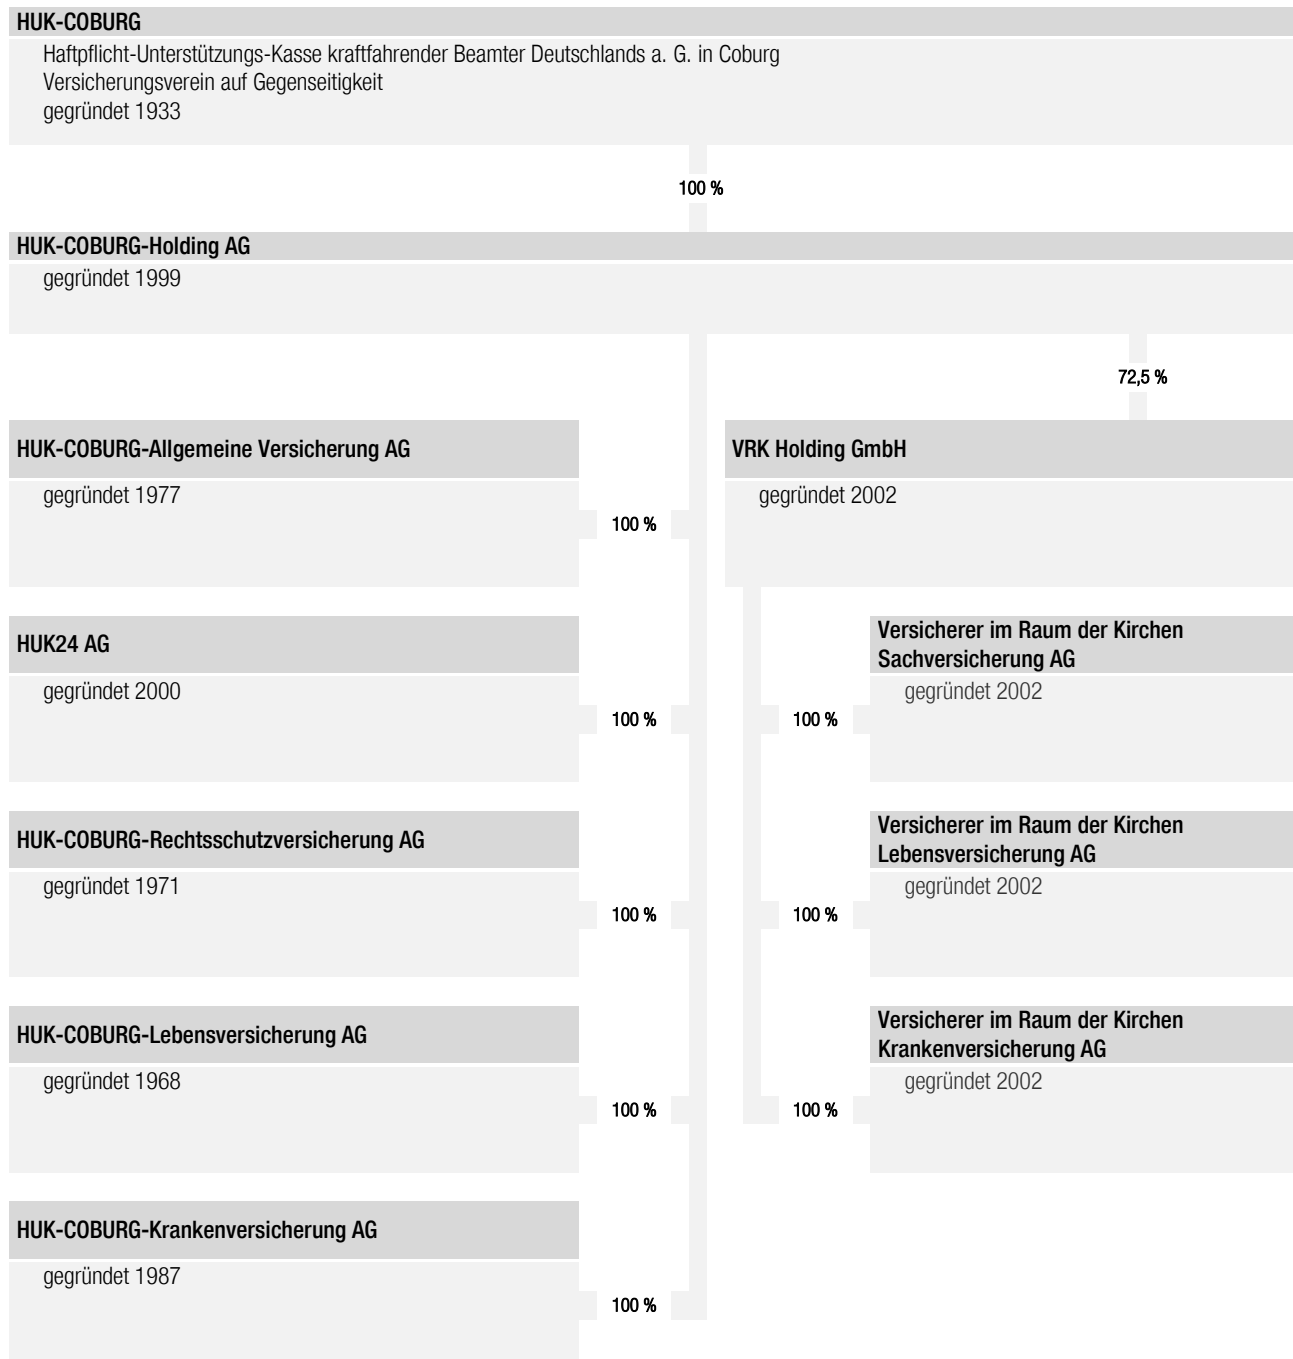 HUK-COBURG
Haftpflicht-Unterstützungs-Kasse kraftfahrender Beamter Deutschlands a. G. in Coburg
Versicherungsverein auf Gegenseitigkeit
gegründet 1933
100 %
HUK-COBURG-Holding AG
gegründet 1999
72,5 %
HUK-COBURG-Allgemeine Versicherung AG
gegründet 1977
100 %
VRK Holding GmbH
gegründet 2002
HUK24 AG
gegründet 2000
100 %
Versicherer im Raum der Kirchen
Sachversicherung AG
gegründet 2002
100 %
HUK-COBURG-Rechtsschutzversicherung AG
gegründet 1971
100 %
Versicherer im Raum der Kirchen
Lebensversicherung AG
gegründet 2002
100 %
HUK-COBURG-Lebensversicherung AG
gegründet 1968
100 %
Versicherer im Raum der Kirchen
Krankenversicherung AG
gegründet 2002
100 %
HUK-COBURG-Krankenversicherung AG
gegründet 1987
100 %